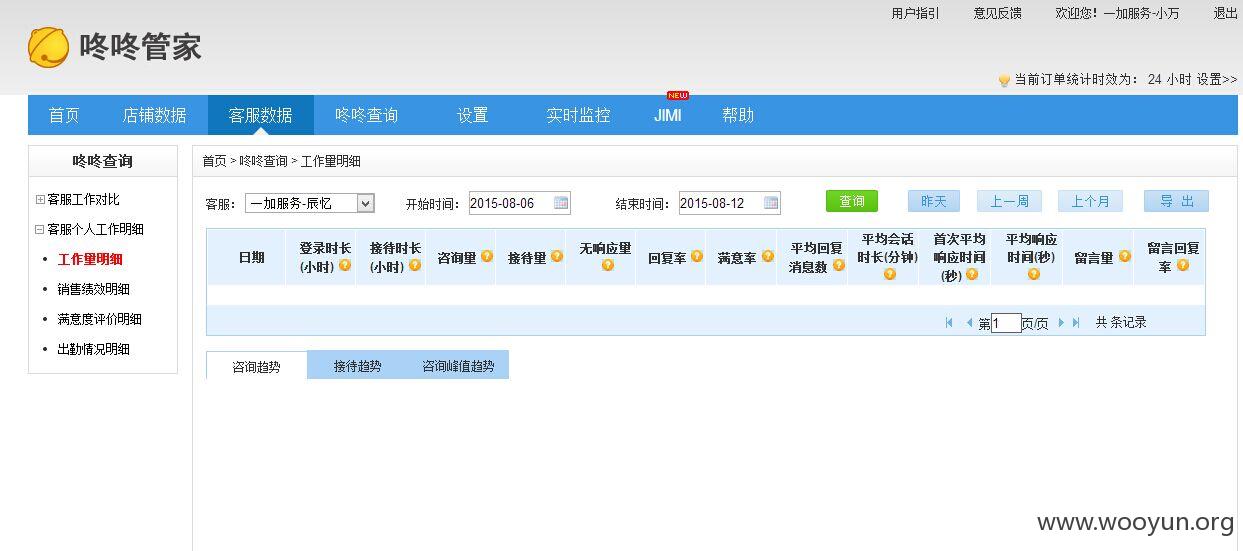 用户指引 意见反馈 欢迎您！一加服务-小万 退出
咚咚管家
当前订单统计时效为： 24 小时 设置>>
首页 店铺数据 客服数据 咚咚查询 设置 实时监控 JIMI NEW 帮助
咚咚查询
客服工作对比
客服个人工作明细
工作量明细
销售绩效明细
满意度评价明细
出勤情况明细
首页 > 咚咚查询 > 工作量明细
客服： 一加服务-辰忆 开始时间： 2015-08-06 结束时间： 2015-08-12 查询 昨天 上一周 上个月 导 出
日期
登录时长
(小时)
接待时长
(小时)
咨询量
接待量
无响应量
回复率
满意率
平均回复
消息数
平均会话
时长(分钟)
首次平均
响应时间
(秒)
平均响应
时间(秒)
留言量
留言回复
率
第 1 页/页 共 条记录
咨询趋势 接待趋势 咨询峰值趋势
www.wooyun.org